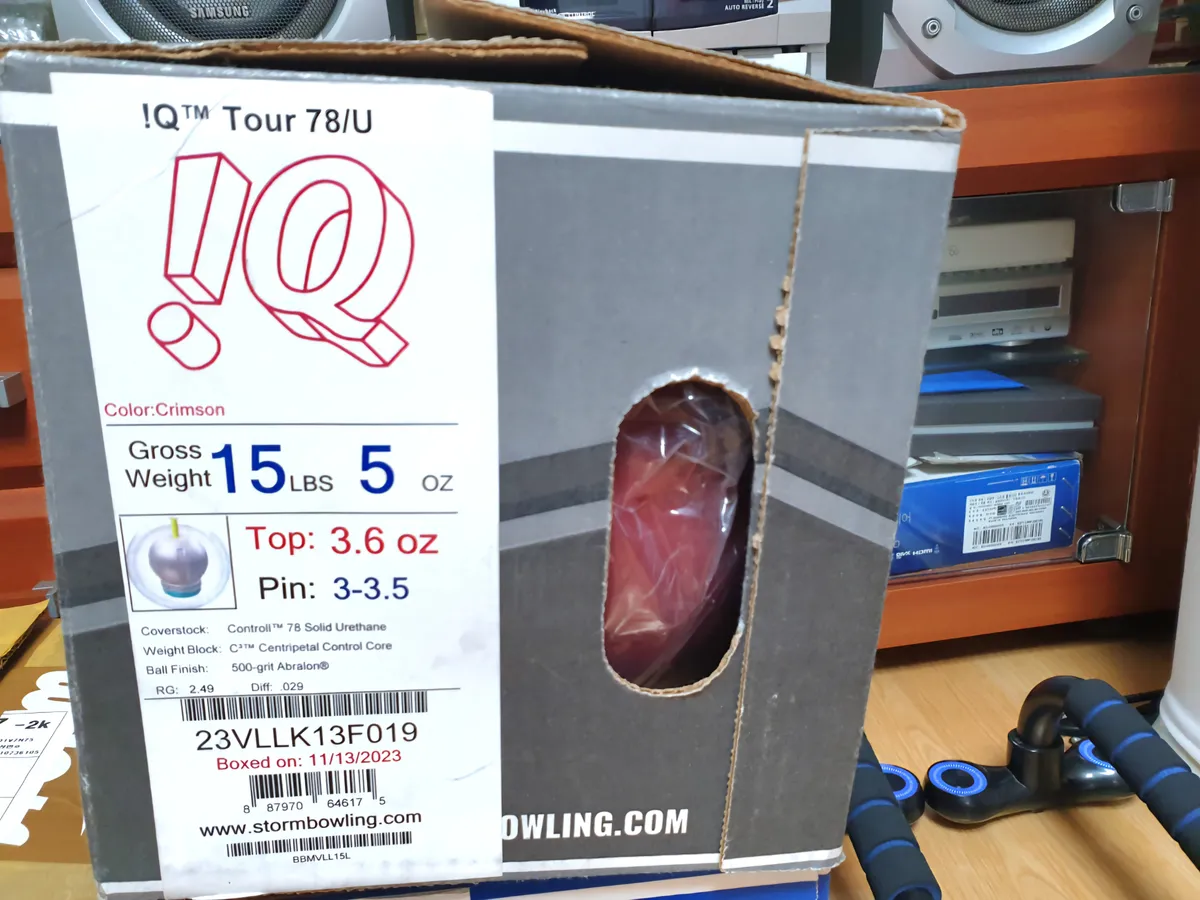 SAMSUNG
AUTO REVERSE 2
!Q™ Tour 78/U
!Q
Color:Crimson
Gross Weight 15 LBS 5 OZ
Top: 3.6 oz
Pin: 3-3.5
Coverstock: Controll™ 78 Solid Urethane
Weight Block: C³™ Centripetal Control Core
Ball Finish: 500-grit Abralon®
RG: 2.49 Diff: .029
23VLLK13F019
Boxed on: 11/13/2023
8 87970 64617 5
www.stormbowling.com
BBMVLL15L
OWLING.COM
-2k
HDMI